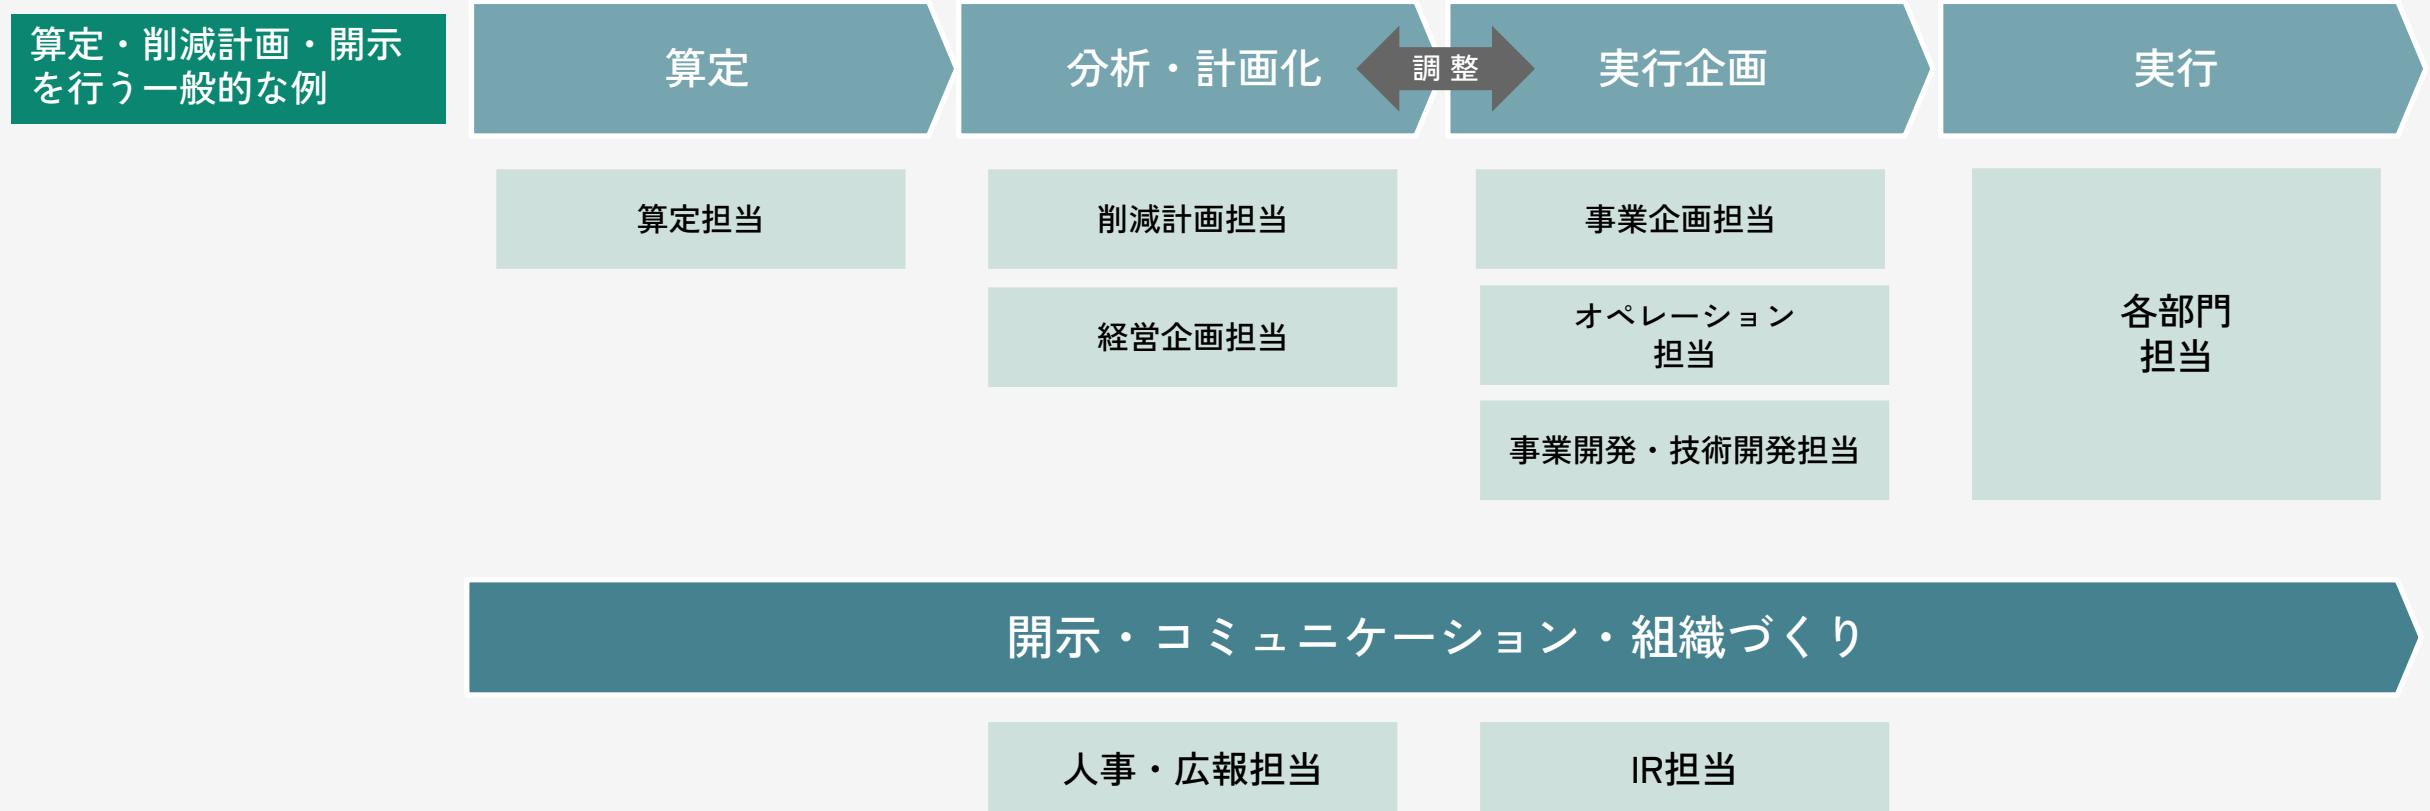 算定・削減計画・開示
を行う一般的な例
算定
分析・計画化
調整
実行企画
実行
算定担当
削減計画担当
事業企画担当
経営企画担当
オペレーション
担当
事業開発・技術開発担当
各部門
担当
開示・コミュニケーション・組織づくり
人事・広報担当
IR担当